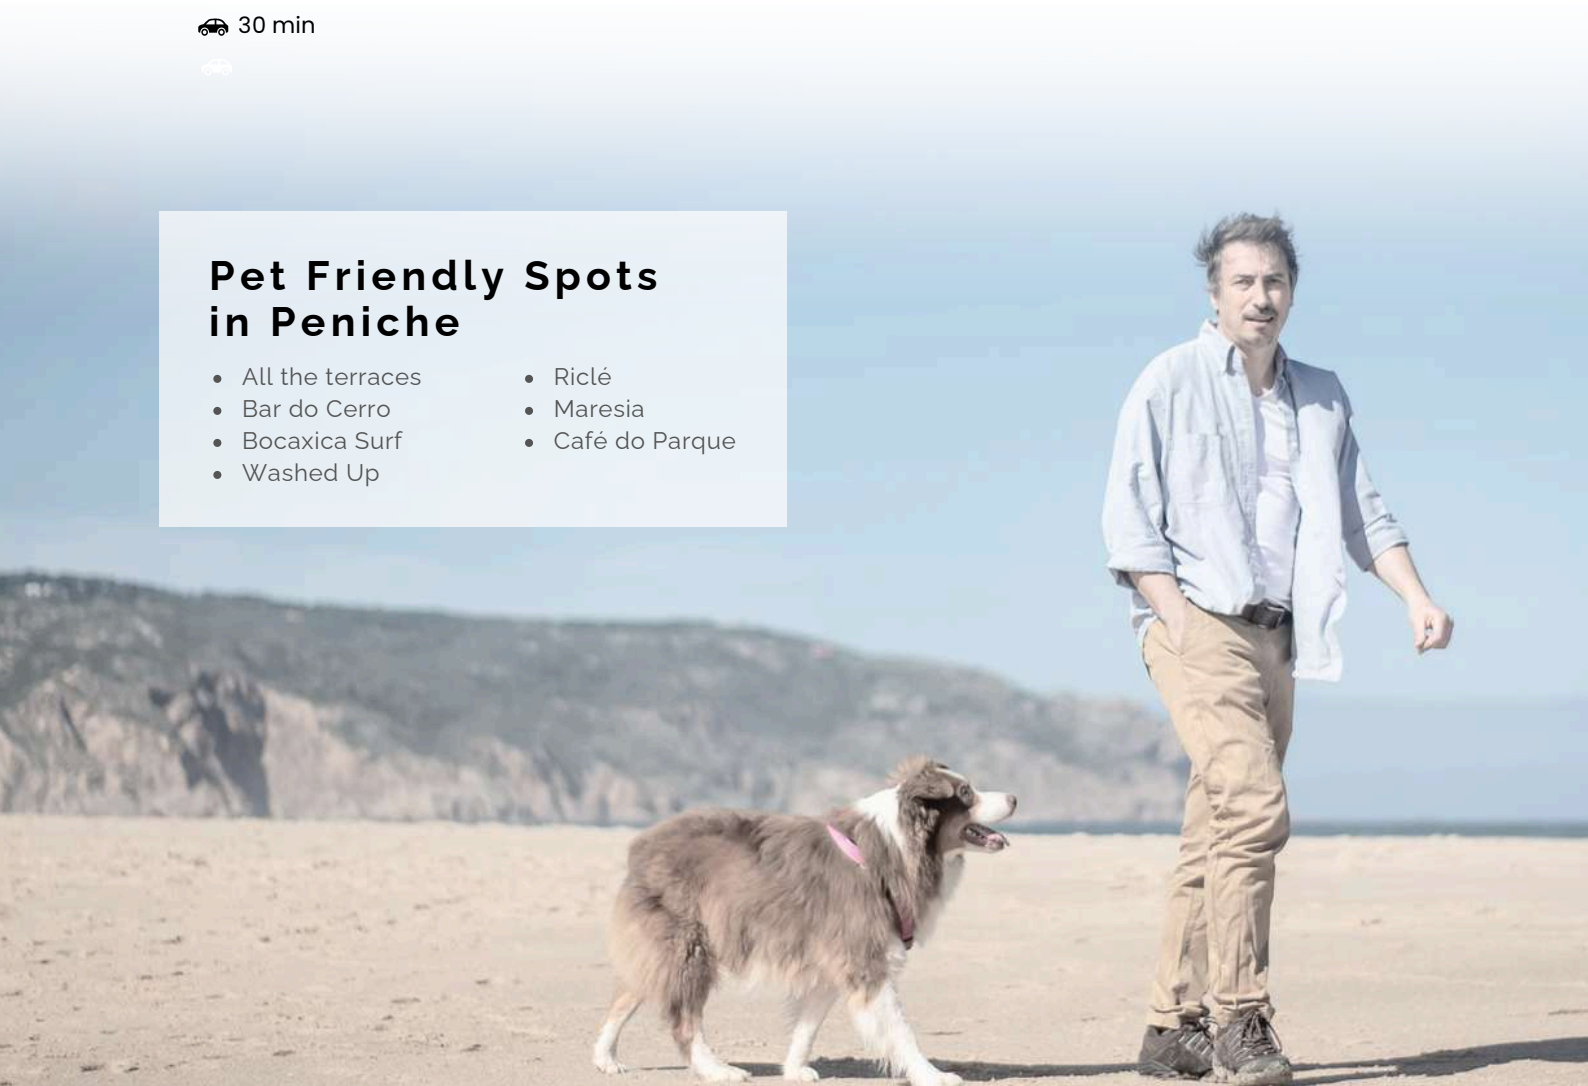 30 min
Pet Friendly Spots
in Peniche
All the terraces
Bar do Cerro
Bocaxica Surf
Washed Up
Riclé
Maresia
Café do Parque